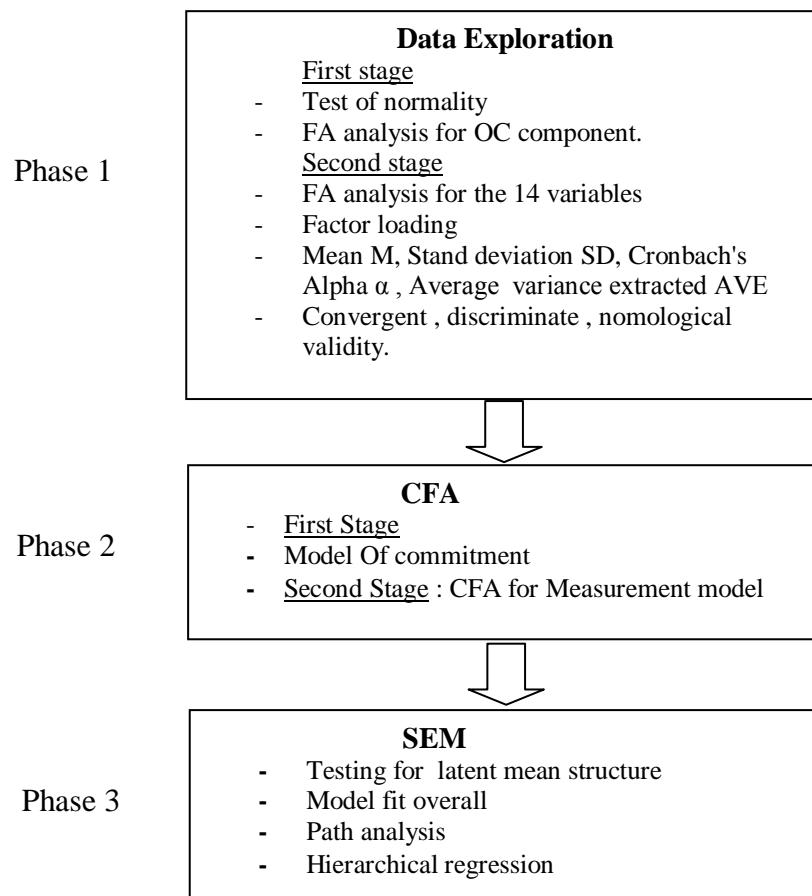 Data Exploration
First stage
- Test of normality
- FA analysis for OC component.
Second stage
- FA analysis for the 14 variables
- Factor loading
- Mean M, Stand deviation SD, Cronbach's
Alpha α , Average variance extracted AVE
- Convergent , discriminate , nomological
validity.
Phase 1
CFA
- First Stage
- Model Of commitment
- Second Stage : CFA for Measurement model
Phase 2
SEM
- Testing for latent mean structure
- Model fit overall
- Path analysis
- Hierarchical regression
Phase 3